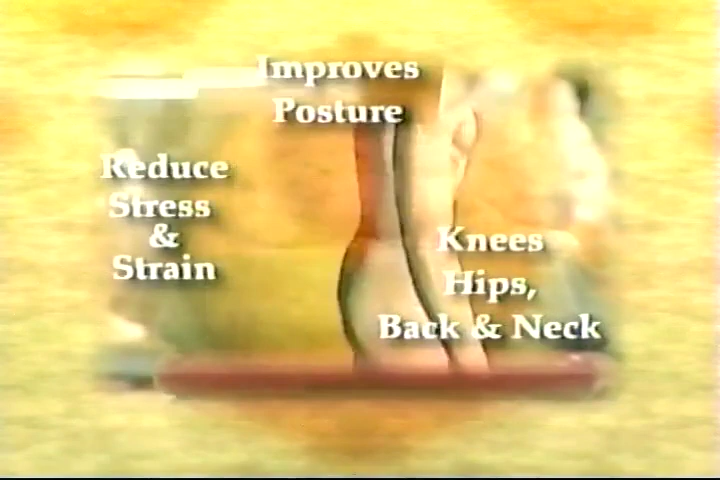 Improves
Posture
Reduce
Stress
&
Strain
Knees
Hips,
Back & Neck